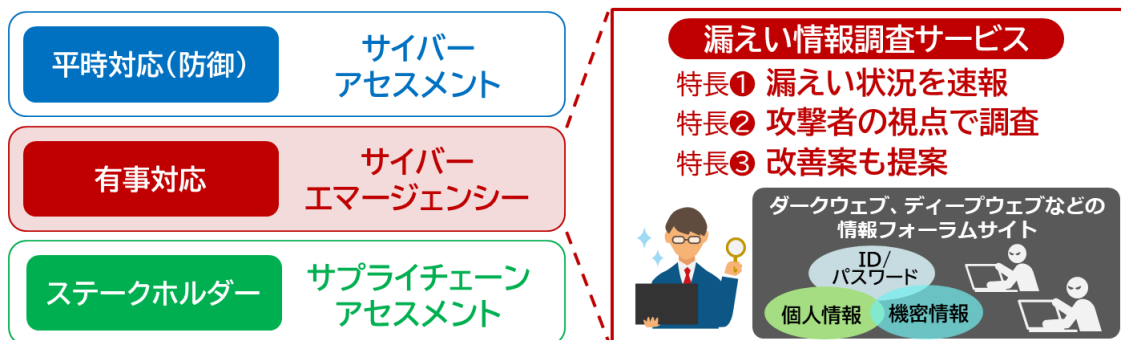 平時対応(防御)
サイバー
アセスメント
有事対応
サイバー
エマージェンシー
ステークホルダー
サプライチェーン
アセスメント
漏えい情報調査サービス
特長❶ 漏えい状況を速報
特長❷ 攻撃者の視点で調査
特長❸ 改善案も提案
ダークウェブ、ディープウェブなどの
情報フォーラムサイト
ID/
パスワード
個人情報
機密情報